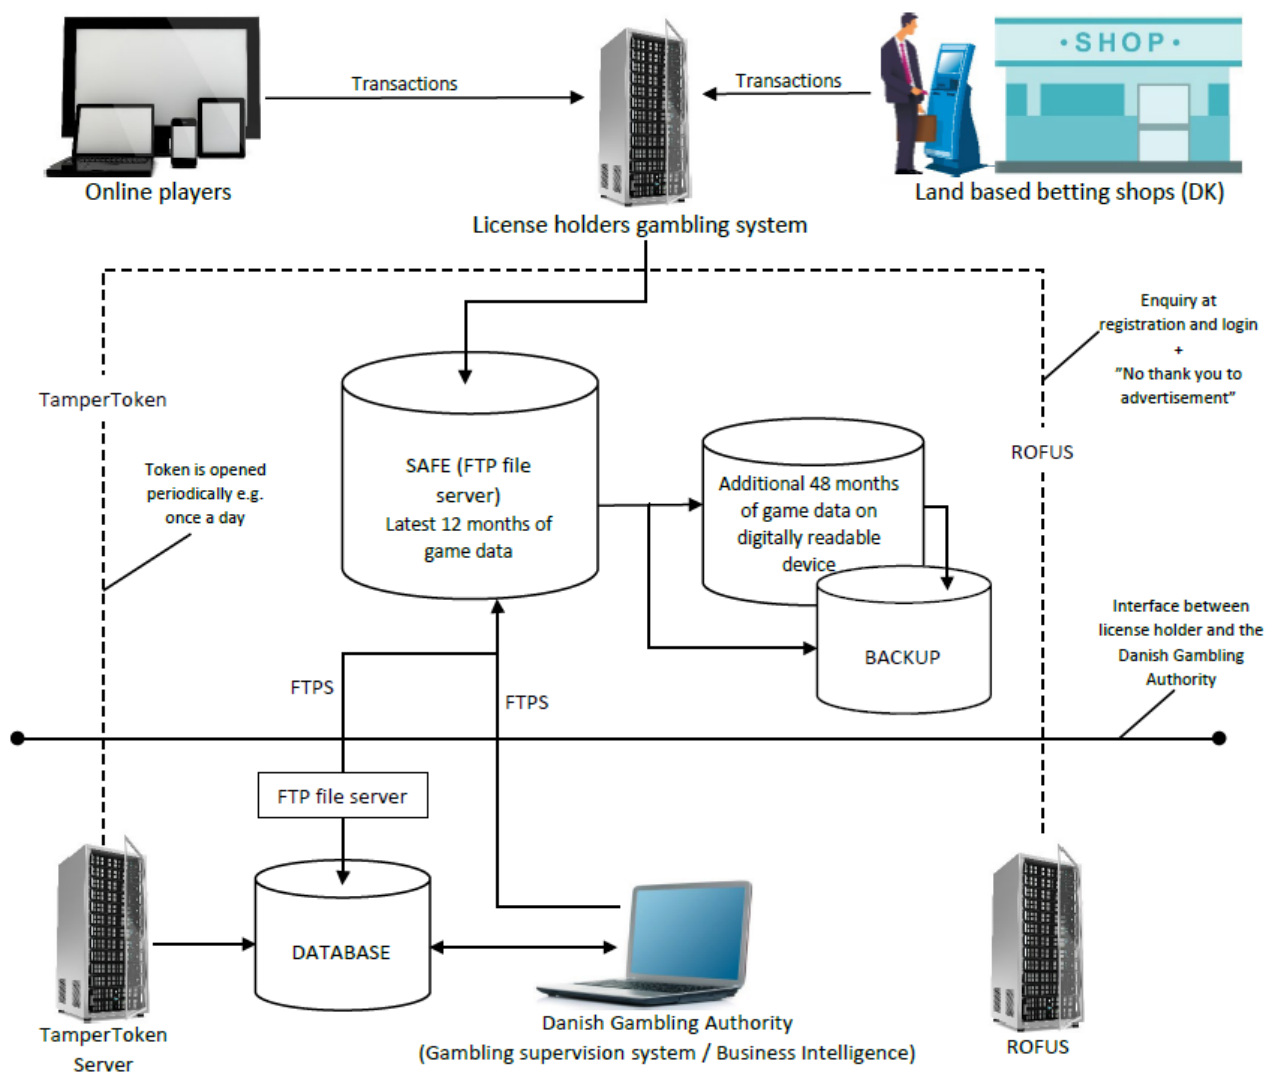 • SHOP •
Transactions
Transactions
Online players
Land based betting shops (DK)
License holders gambling system
Enquiry at
registration and login
+
”No thank you to
advertisement”
TamperToken
ROFUS
Token is opened
periodically e.g.
once a day
SAFE (FTP file
server)
Latest 12 months of
game data
Additional 48 months
of game data on
digitally readable
device
BACKUP
Interface between
license holder and the
Danish Gambling
Authority
FTPS
FTPS
FTP file server
DATABASE
TamperToken
Server
Danish Gambling Authority
(Gambling supervision system / Business Intelligence)
ROFUS